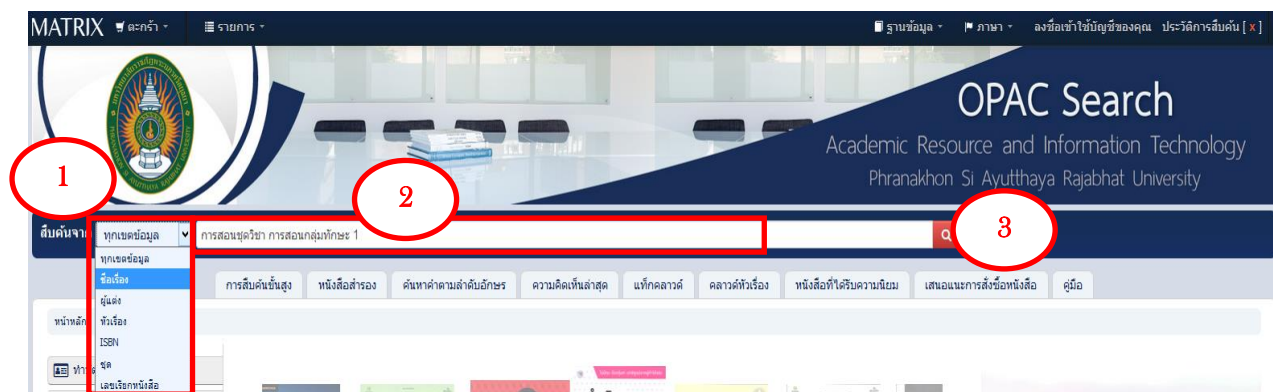 MATRIX ตะกร้า รายการ ฐานข้อมูล ภาษา ลงชื่อเข้าใช้บัญชีของคุณ ประวัติการสืบค้น [ x ]
OPAC Search
Academic Resource and Information Technology
Phranakhon Si Ayutthaya Rajabhat University
1
2
3
สืบค้นจาก ทุกเขตข้อมูล การสอนชุดวิชา การสอนกลุ่มทักษะ 1
ทุกเขตข้อมูล
ชื่อเรื่อง
ผู้แต่ง
หัวเรื่อง
ISBN
ชุด
เลขเรียกหนังสือ
การสืบค้นขั้นสูง หนังสือสำรอง ค้นหาคำตามลำดับอักษร ความคิดเห็นล่าสุด แท็กคลาวด์ คลาวด์หัวเรื่อง หนังสือที่ได้รับความนิยม เสนอแนะการสั่งซื้อหนังสือ คู่มือ
หน้าหลัก